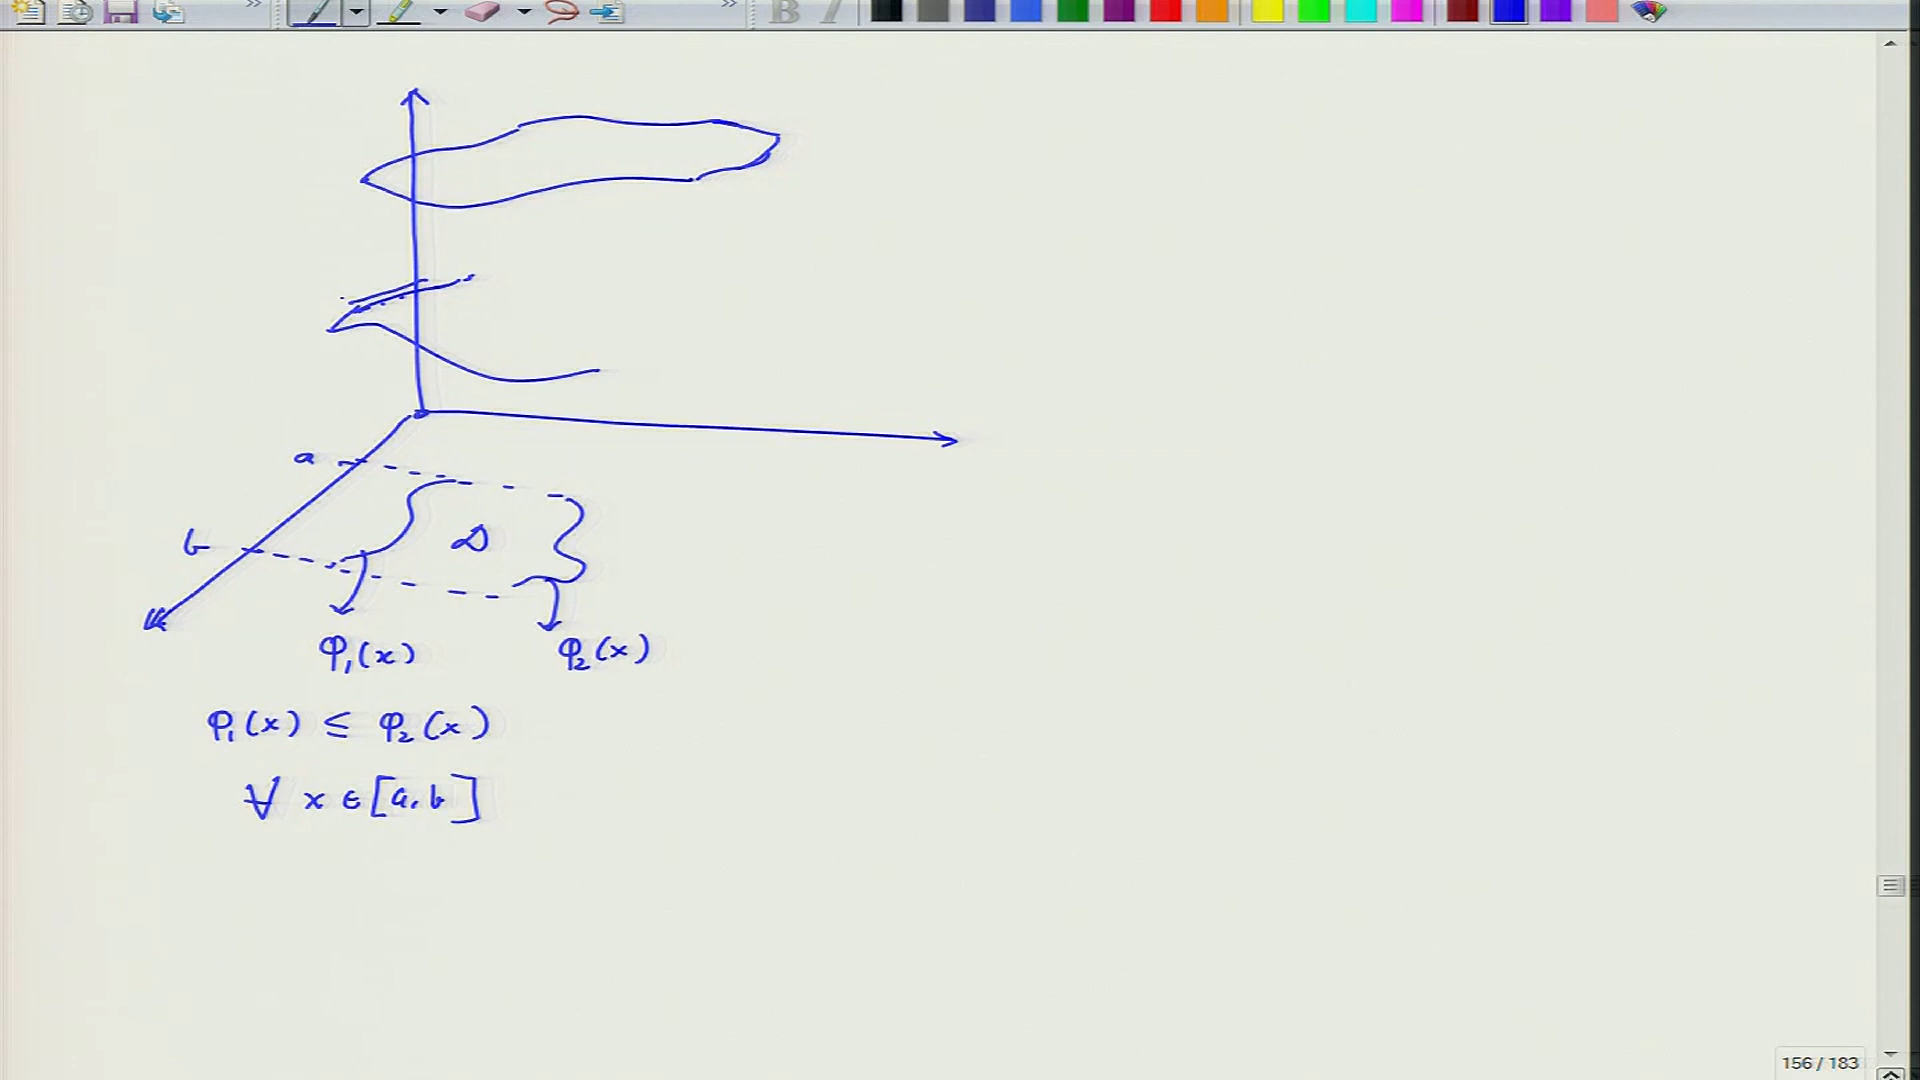 a
b
D
φ₁(x) φ₂(x)
φ₁(x) ≤ φ₂(x)
∀ x ∈ [a, b]
B I
156 / 183